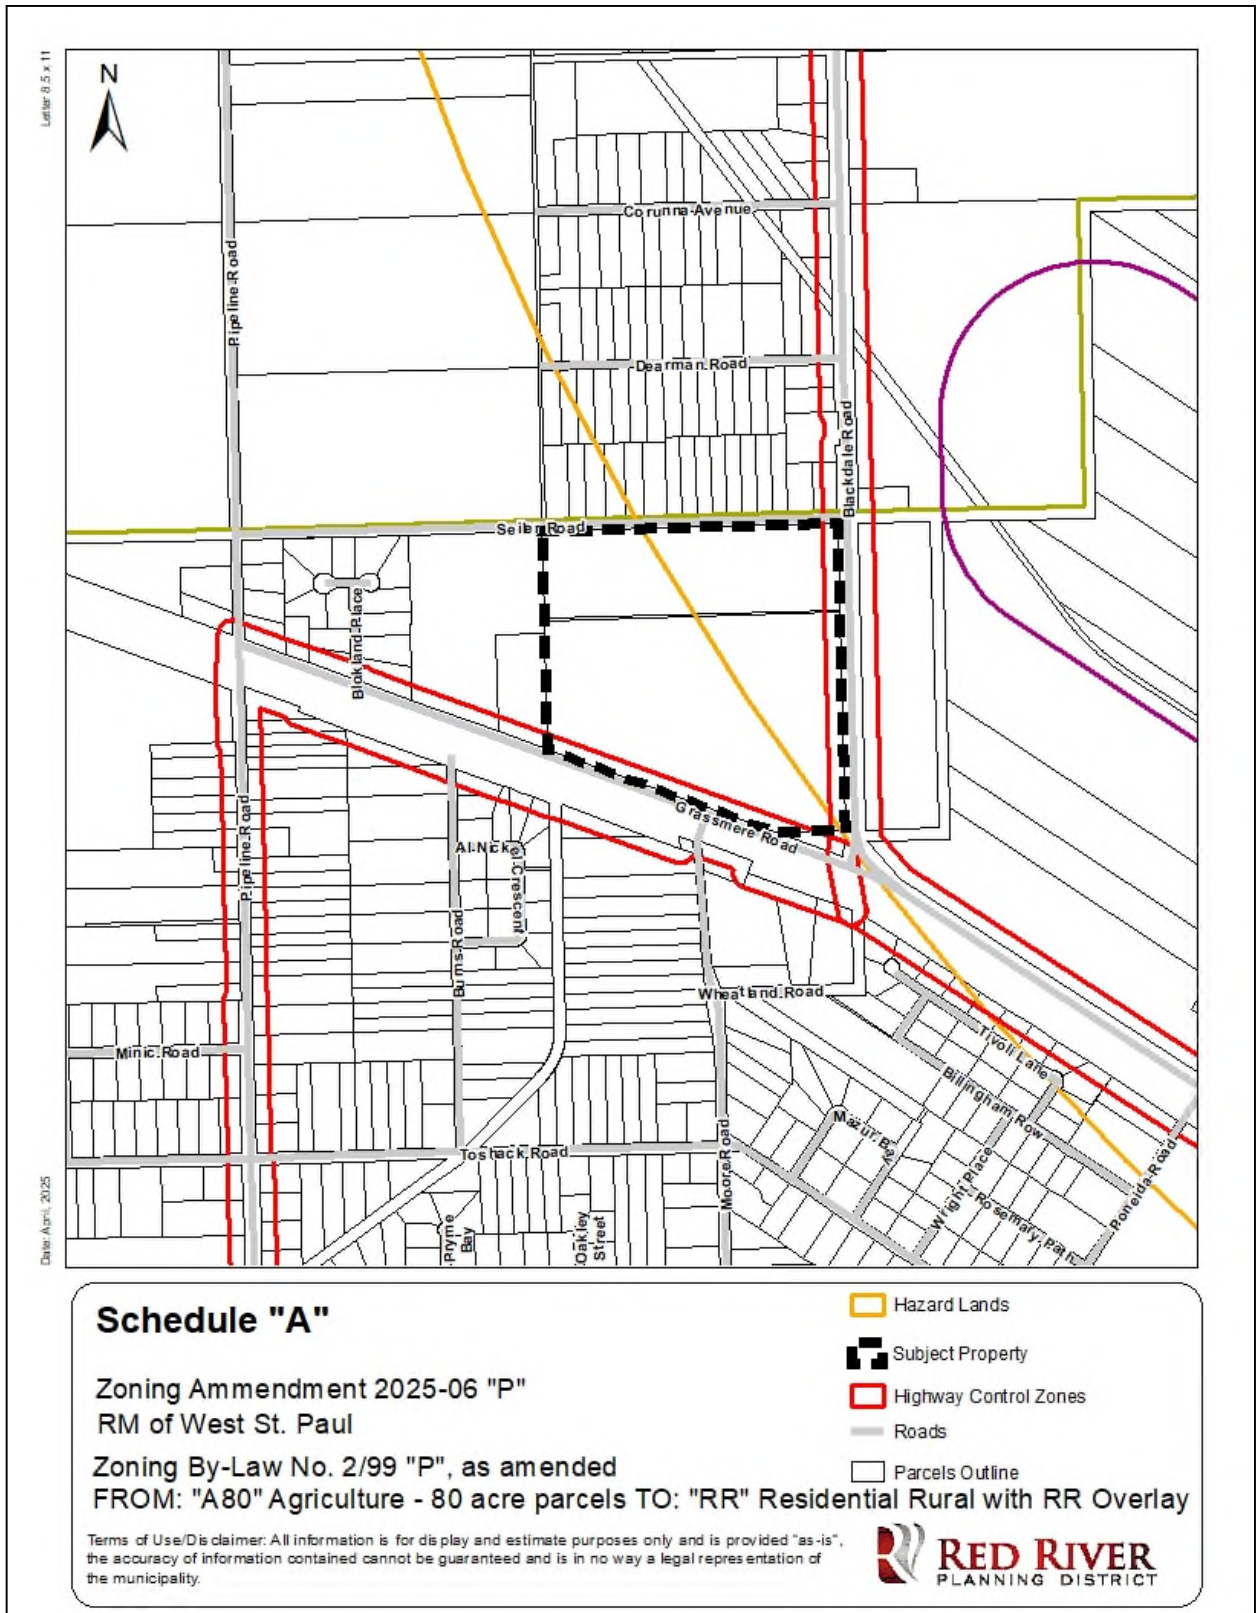 Letter 8.5 x 11
N
Corunna Avenue
Pipeline Road
Dearman Road
Blackdale Road
Seiler Road
Blokland Place
Grassmere Road
Pipeline Road
Al Nickel Crescent
Burns Road
Wheatland Road
Minic Road
Tivoli Lane
Billingham Row
Mazur Bay
Toshack Road
Moore Road
Wright Place
Rosemary Path
Poneida Road
Pryme
Bay
Oakley
Street
Date: April, 2025
Schedule "A"
Zoning Ammendment 2025-06 "P"
RM of West St. Paul
Zoning By-Law No. 2/99 "P", as amended
FROM: "A80" Agriculture - 80 acre parcels TO: "RR" Residential Rural with RR Overlay
Hazard Lands
Subject Property
Highway Control Zones
Roads
Parcels Outline
Terms of Use/Disclaimer: All information is for display and estimate purposes only and is provided "as-is",
the accuracy of information contained cannot be guaranteed and is in no way a legal representation of
the municipality.
RED RIVER
PLANNING DISTRICT